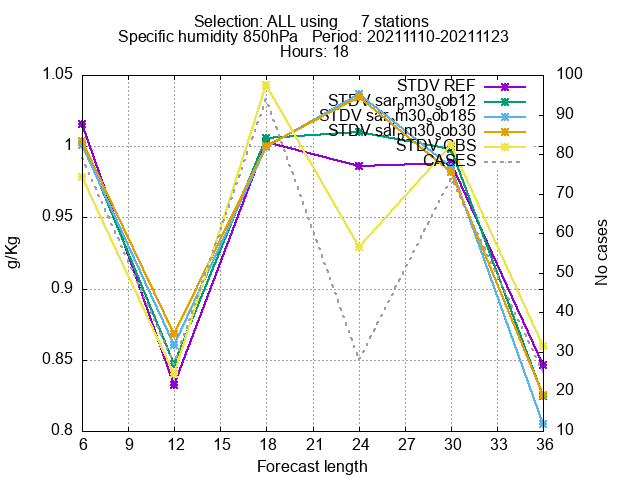 Selection: ALL using 7 stations
Specific humidity 850hPa Period: 20211110-20211123
Hours: 18
1.05
1
0.95
0.9
0.85
0.8
g/Kg
STDV REF
STDV sarpm30sob12
STDV sarpm30sob185
STDV sarpm30sob30
STDV OBS
CASES
100
90
80
70
60
50
40
30
20
10
No cases
6 9 12 15 18 21 24 27 30 33 36
Forecast length